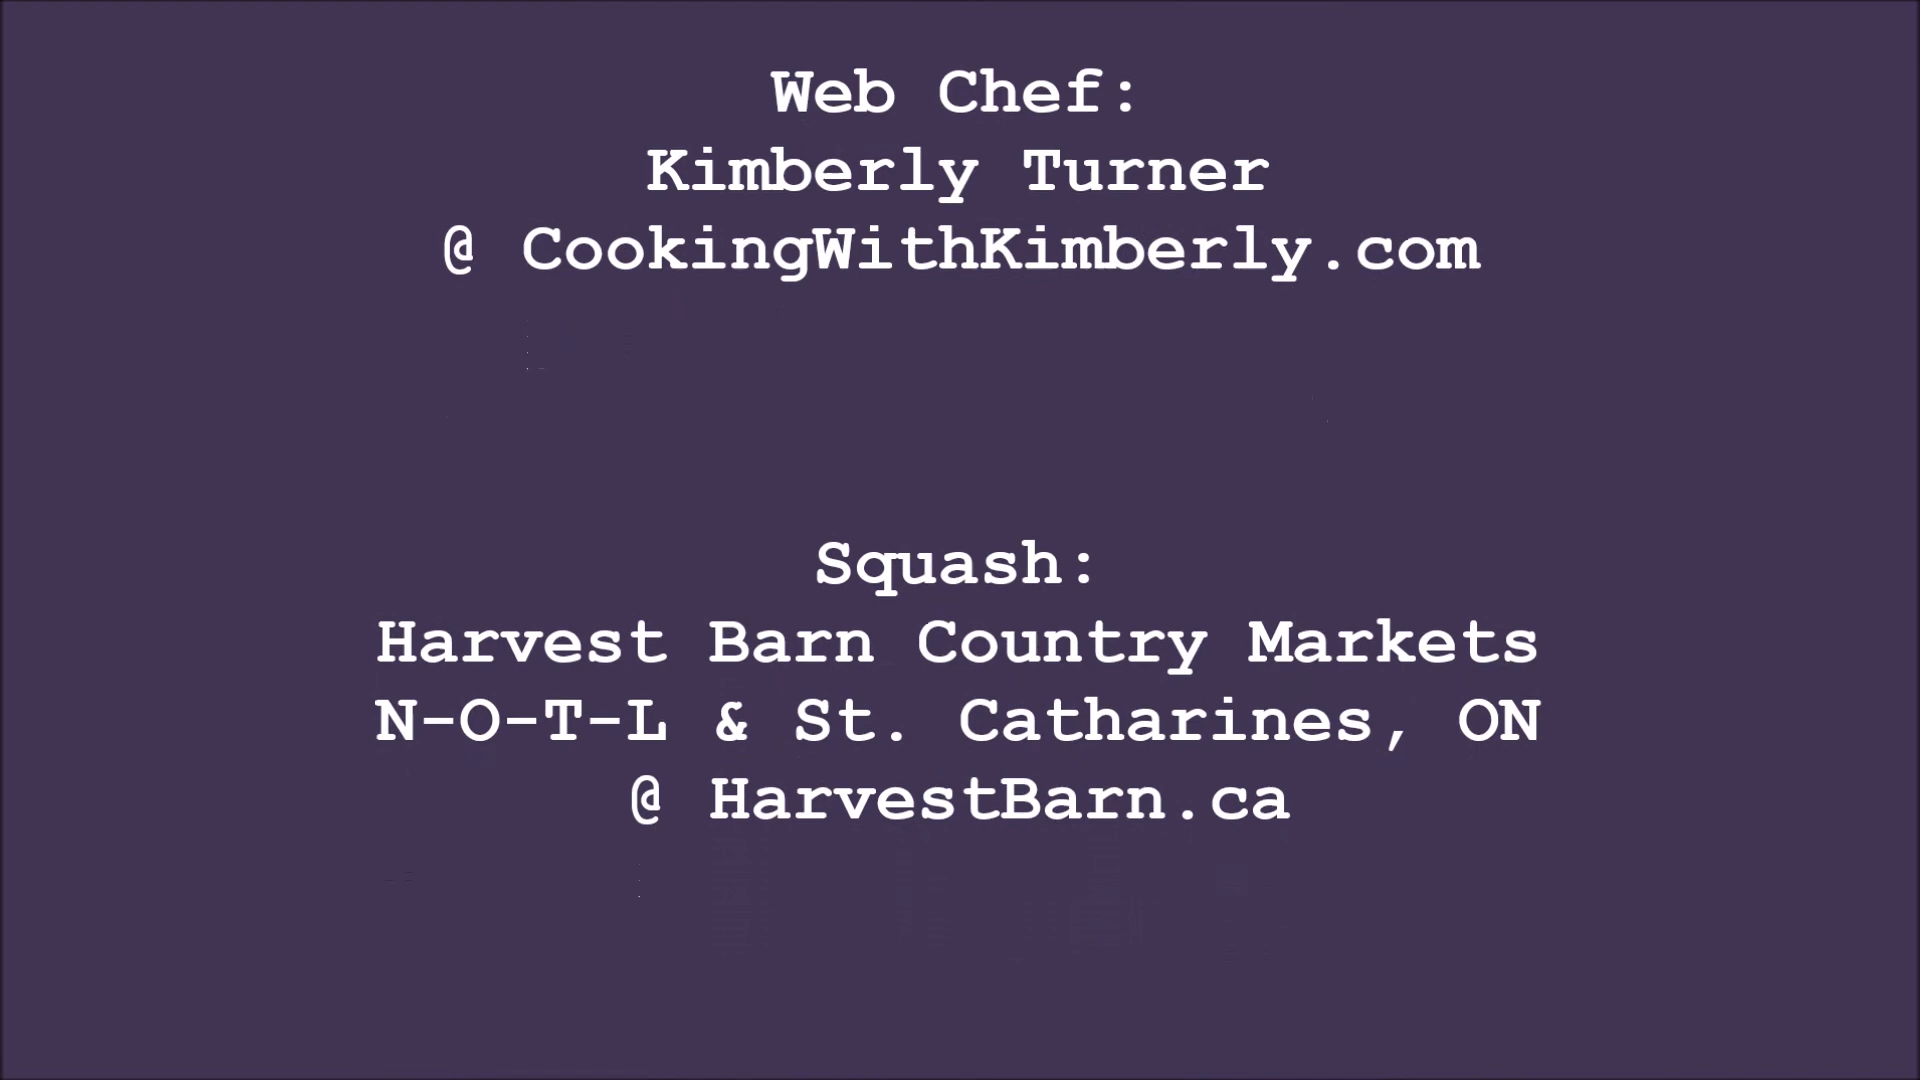 Web Chef:
Kimberly Turner
@ CookingWithKimberly.com
Squash:
Harvest Barn Country Markets
N-O-T-L & St. Catharines, ON
@ HarvestBarn.ca